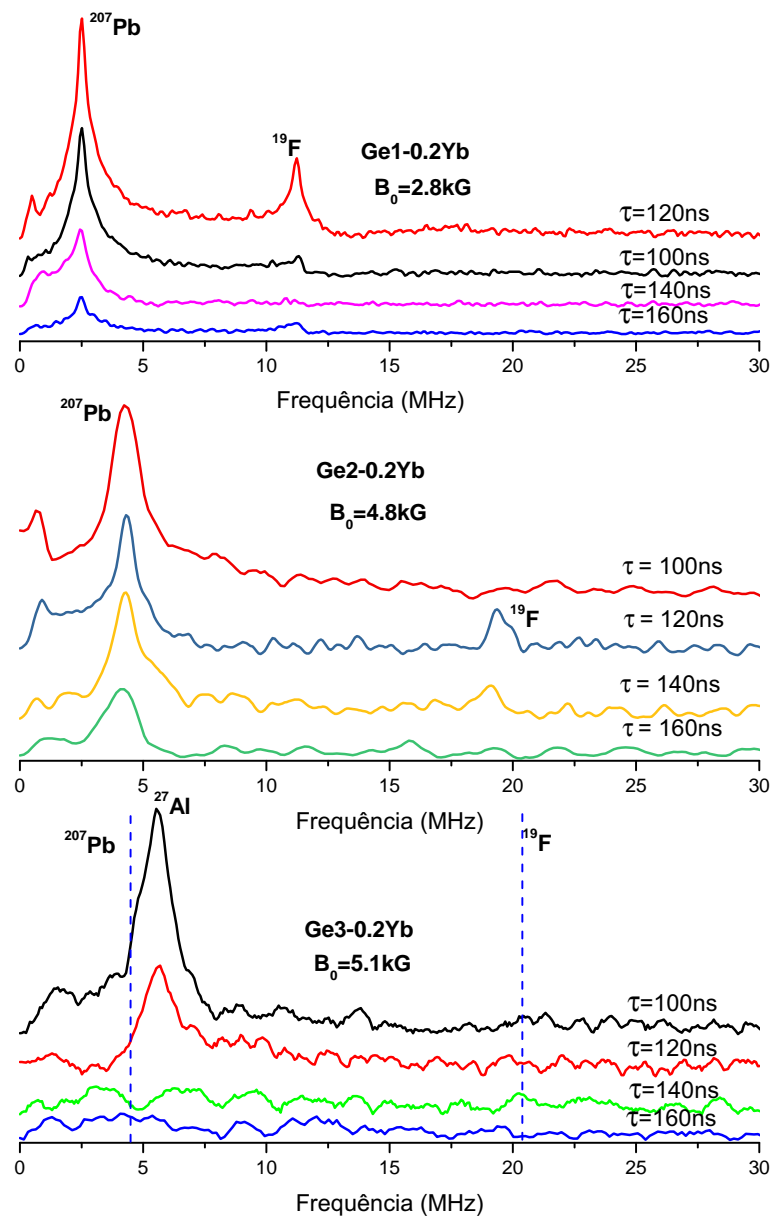 ²⁰⁷Pb
¹⁹F
Ge1-0.2Yb
B₀=2.8kG
τ=120ns
τ=100ns
τ=140ns
τ=160ns
0 5 10 15 20 25 30
Frequência (MHz)
²⁰⁷Pb
Ge2-0.2Yb
B₀=4.8kG
τ = 100ns
¹⁹F
τ = 120ns
τ = 140ns
τ = 160ns
0 5 10 15 20 25 30
Frequência (MHz)
²⁷Al
²⁰⁷Pb
¹⁹F
Ge3-0.2Yb
B₀=5.1kG
τ=100ns
τ=120ns
τ=140ns
τ=160ns
0 5 10 15 20 25 30
Frequência (MHz)